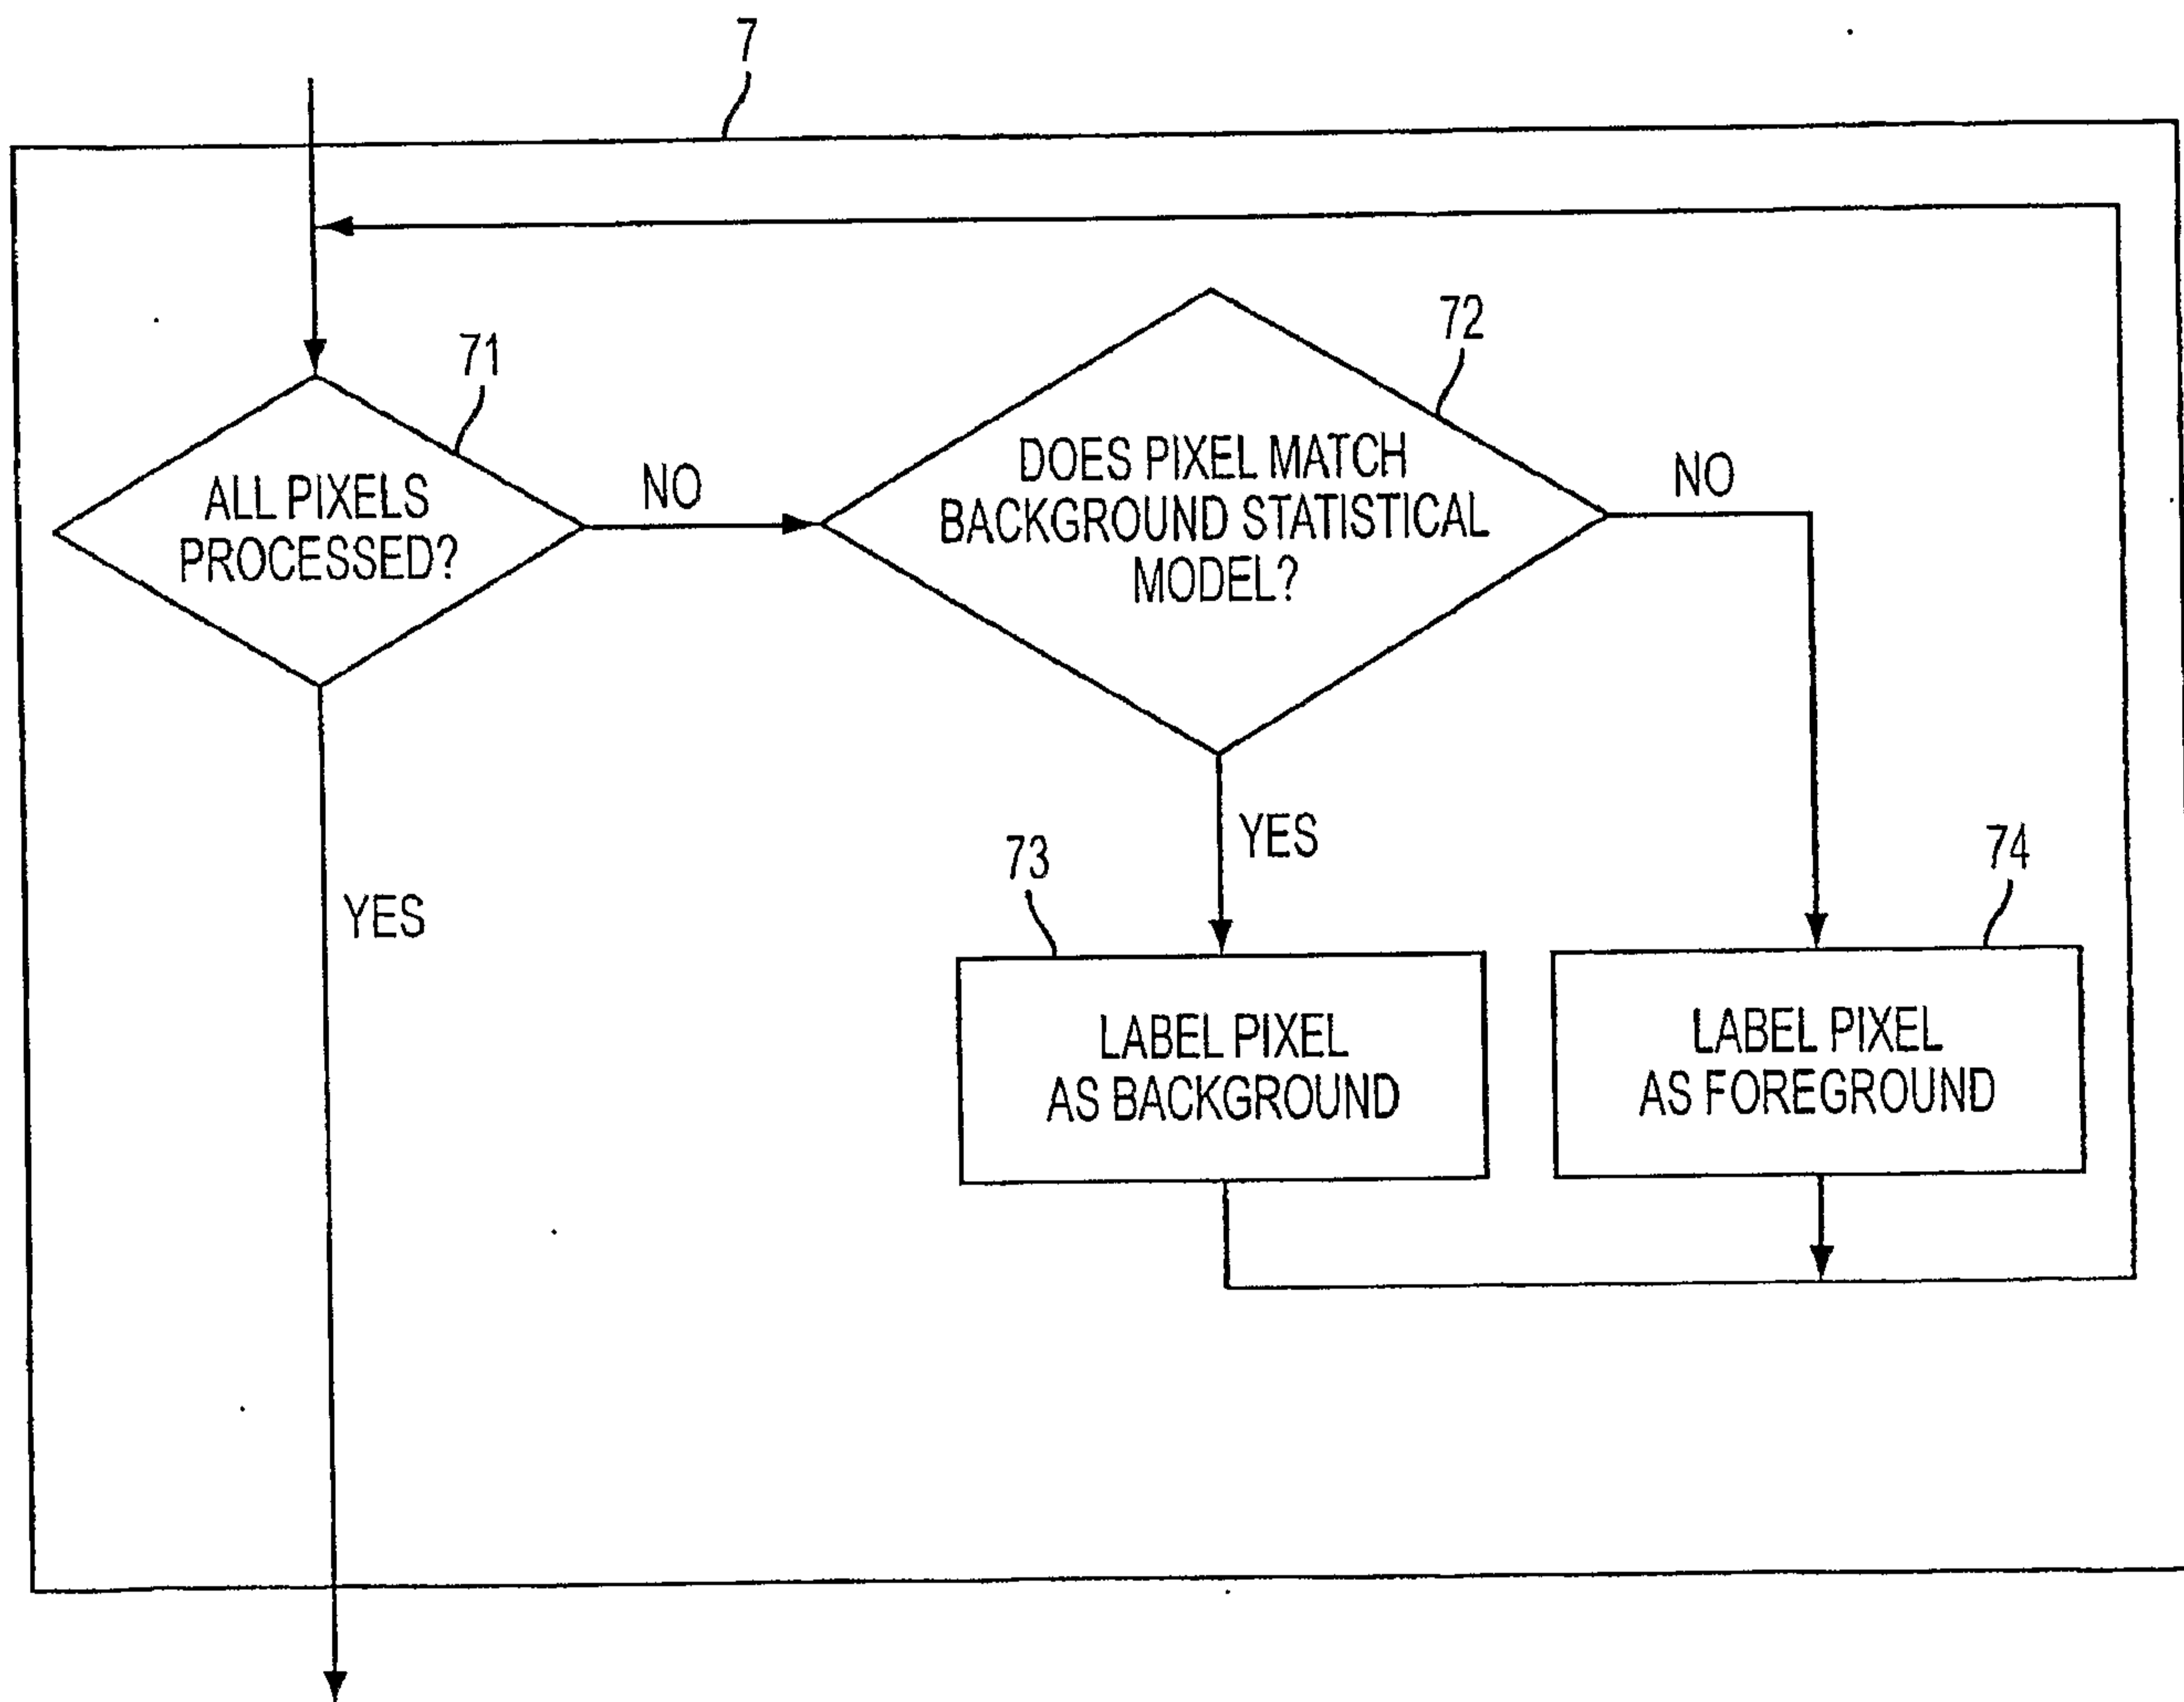 7
71
ALL PIXELS
PROCESSED?
NO
72
DOES PIXEL MATCH
BACKGROUND STATISTICAL
MODEL?
NO
YES
YES
73
LABEL PIXEL
AS BACKGROUND
74
LABEL PIXEL
AS FOREGROUND